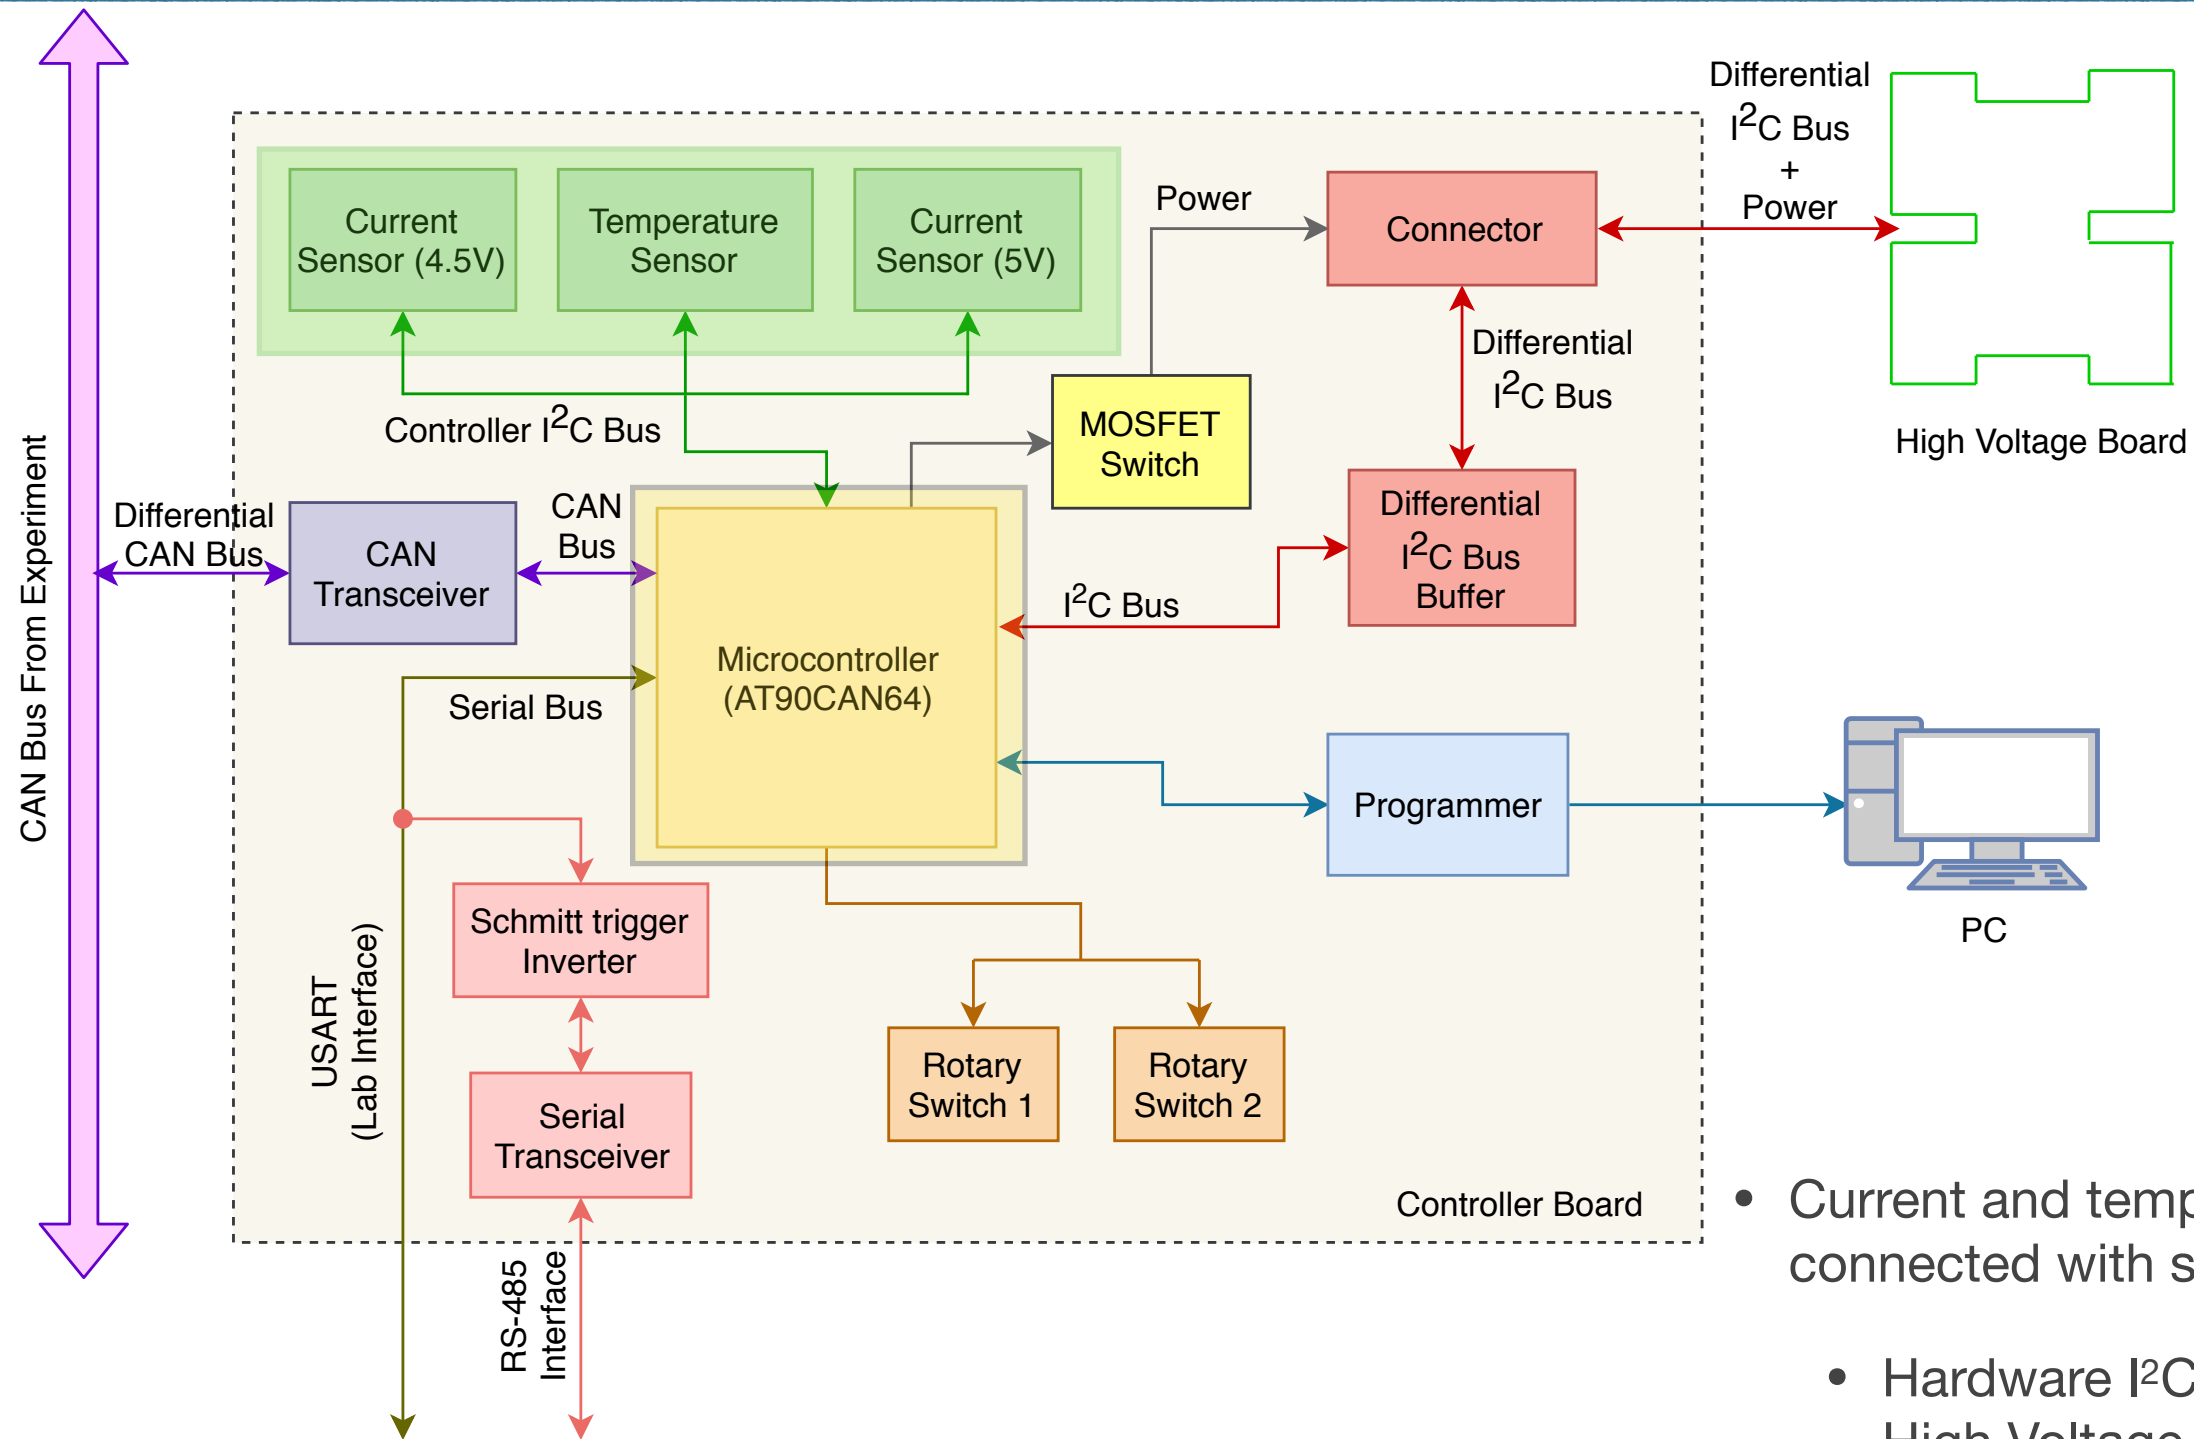 CAN Bus From Experiment
Differential
CAN Bus
Current
Sensor (4.5V)
Temperature
Sensor
Current
Sensor (5V)
Controller I²C Bus
Power
Connector
Differential
I²C Bus
+
Power
High Voltage Board
Differential
I²C Bus
MOSFET
Switch
Differential
I²C Bus
Buffer
CAN
Transceiver
CAN
Bus
I²C Bus
Microcontroller
(AT90CAN64)
Serial Bus
Programmer
PC
Schmitt trigger
Inverter
USART
(Lab Interface)
Serial
Transceiver
Rotary
Switch 1
Rotary
Switch 2
Controller Board
RS-485
Interface
• Current and temp
connected with s
• Hardware I²C
High Voltage